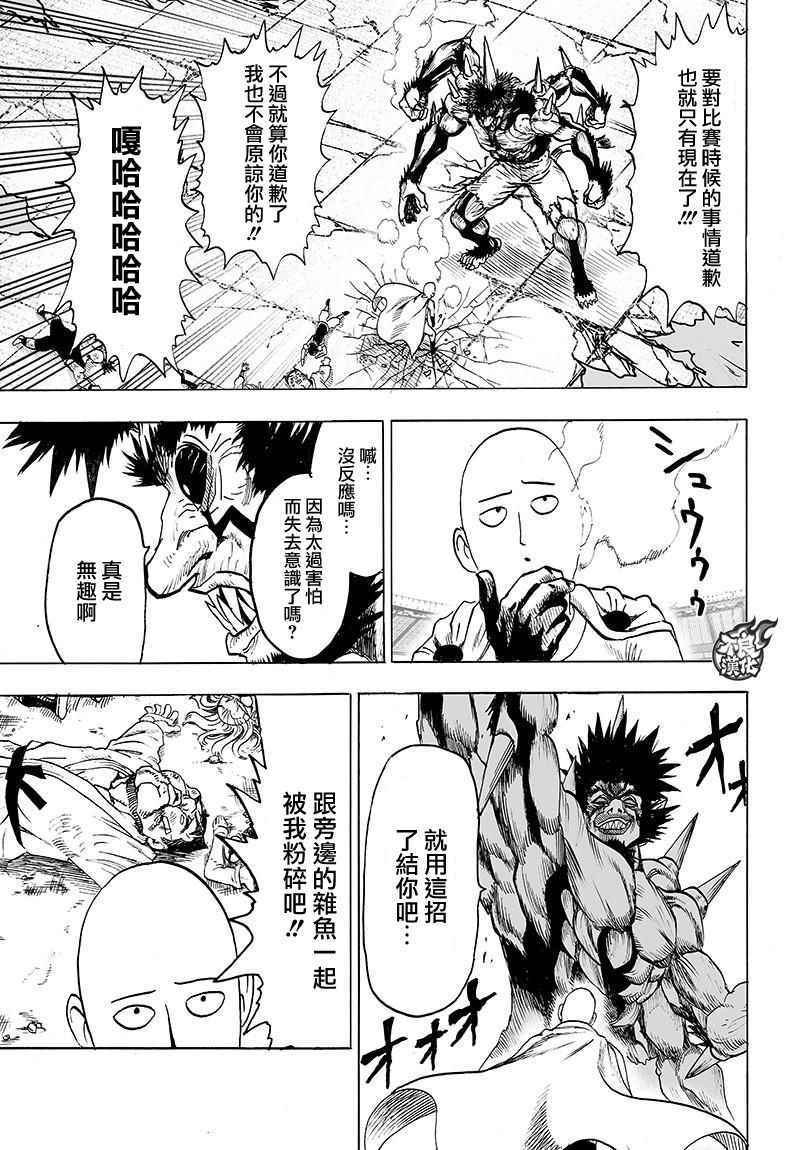 要對比賽時候的事情道歉
也就只有現在了!!!
不過就算你道歉了
我也不會原諒你的!!
嘎哈哈哈哈哈
シュウゥゥ
喊…
沒反應嗎…
因為太過害怕
而失去意識了嗎?
真是
無趣啊
オオ
就用這招
了結你吧…
オオオ
跟旁邊的雜魚一起
被我粉碎吧!!
漢化